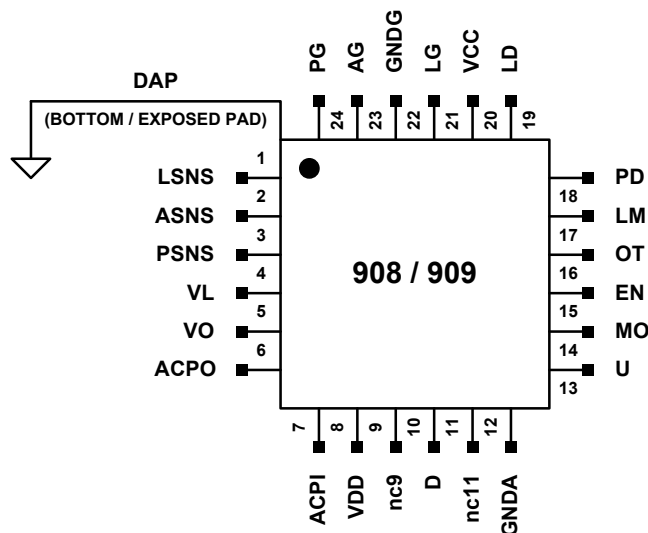 PG
AG
GNDG
LG
VCC
LD
DAP
(BOTTOM / EXPOSED PAD)
24
23
22
21
20
19
1
LSNS
2
ASNS
3
PSNS
4
VL
5
VO
6
ACPO
908 / 909
PD
18
LM
17
OT
16
EN
15
MO
14
U
13
7
8
9
10
11
12
ACPI
VDD
nc9
D
nc11
GNDA